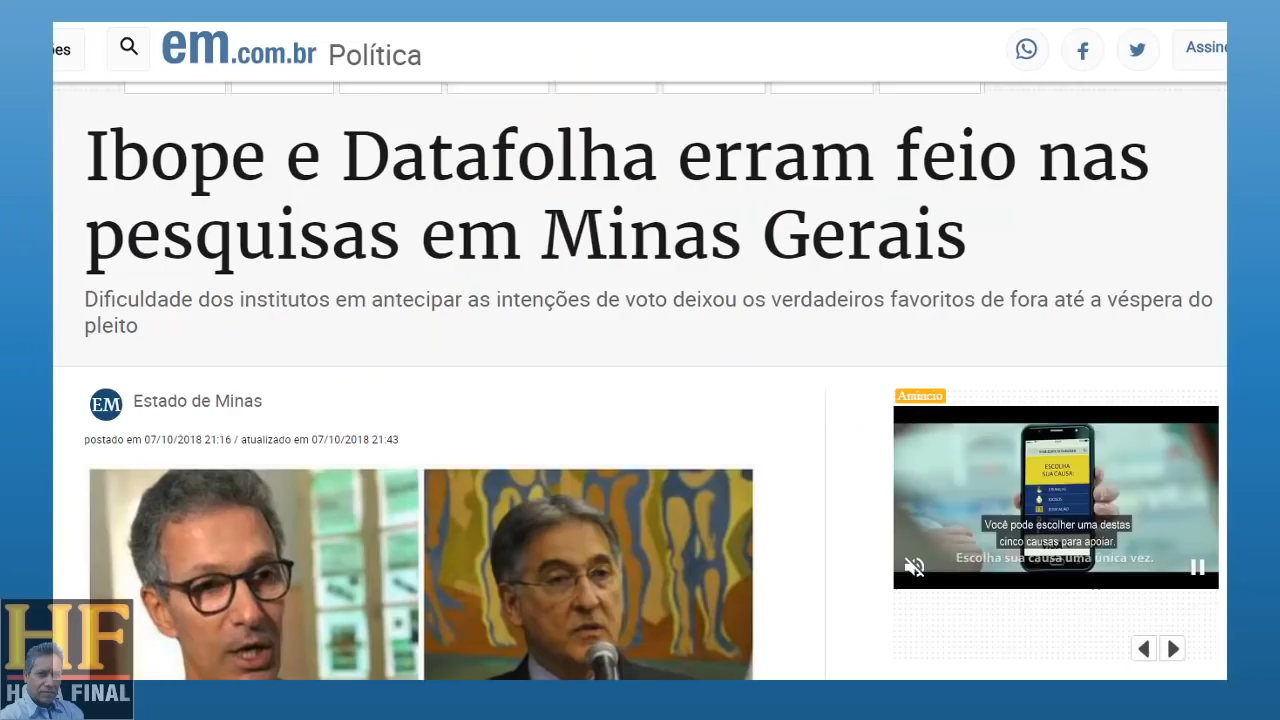 ões
em.com.br Política
Assine
Ibope e Datafolha erram feio nas
pesquisas em Minas Gerais
Dificuldade dos institutos em antecipar as intenções de voto deixou os verdadeiros favoritos de fora até a véspera do
pleito
EM Estado de Minas
postado em 07/10/2018 21:16 / atualizado em 07/10/2018 21:43
Anúncio
ESCOLHA
SUA CAUSA:
Você pode escolher uma destas
cinco causas para apoiar.
Escolha sua causa uma única vez.
HF
FINAL